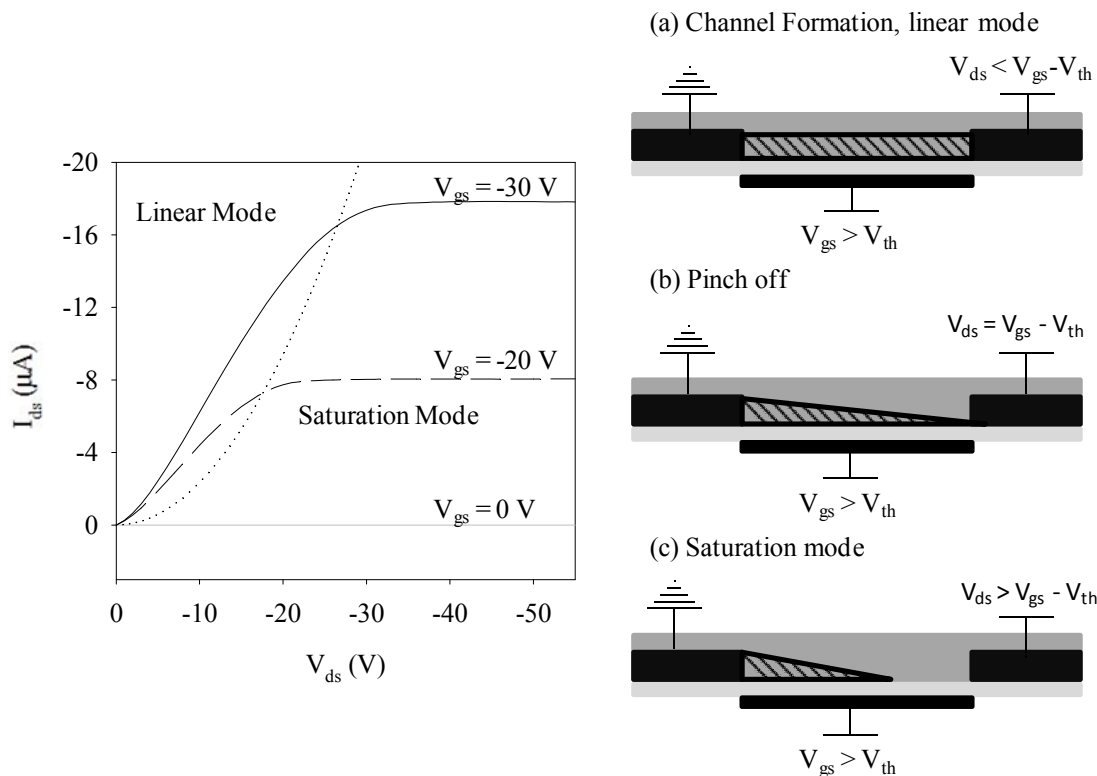 (a) Channel Formation, linear mode
V_ds < V_gs-V_th
V_gs > V_th
(b) Pinch off
V_ds = V_gs - V_th
V_gs > V_th
(c) Saturation mode
V_ds > V_gs - V_th
V_gs > V_th
-20
-16
-12
-8
-4
0
I_ds (µA)
V_gs = -30 V
Linear Mode
V_gs = -20 V
Saturation Mode
V_gs = 0 V
0 -10 -20 -30 -40 -50
V_ds (V)